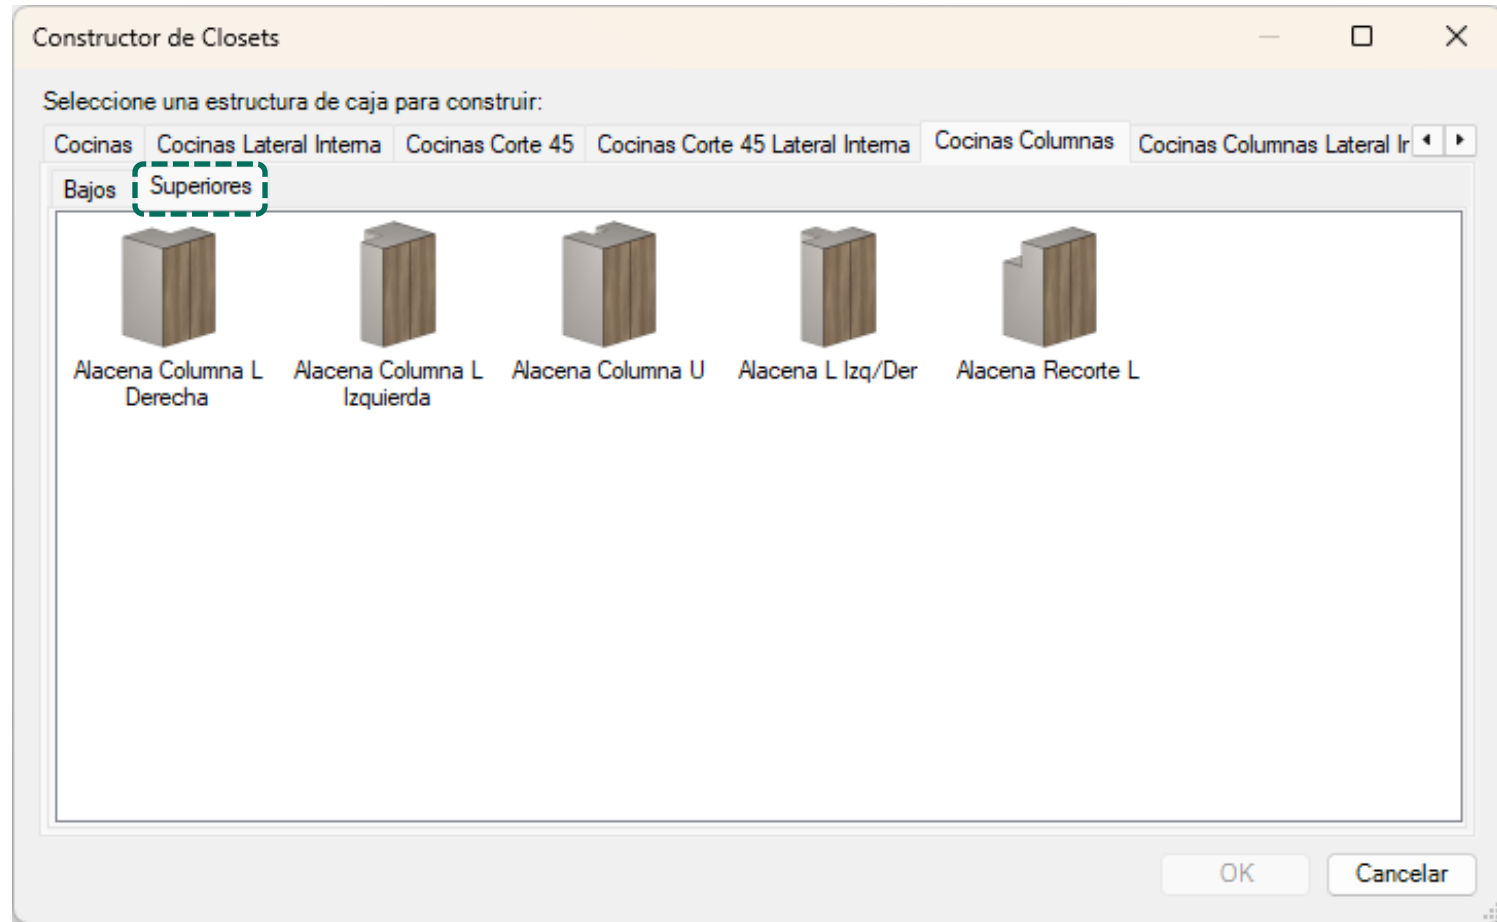 Constructor de Closets
Seleccione una estructura de caja para construir:
Cocinas Cocinas Lateral Interna Cocinas Corte 45 Cocinas Corte 45 Lateral Interna Cocinas Columnas Cocinas Columnas Lateral Ir
Bajos Superiores
Alacena Columna L Derecha
Alacena Columna L Izquierda
Alacena Columna U
Alacena L Izq/Der
Alacena Recorte L
OK Cancelar